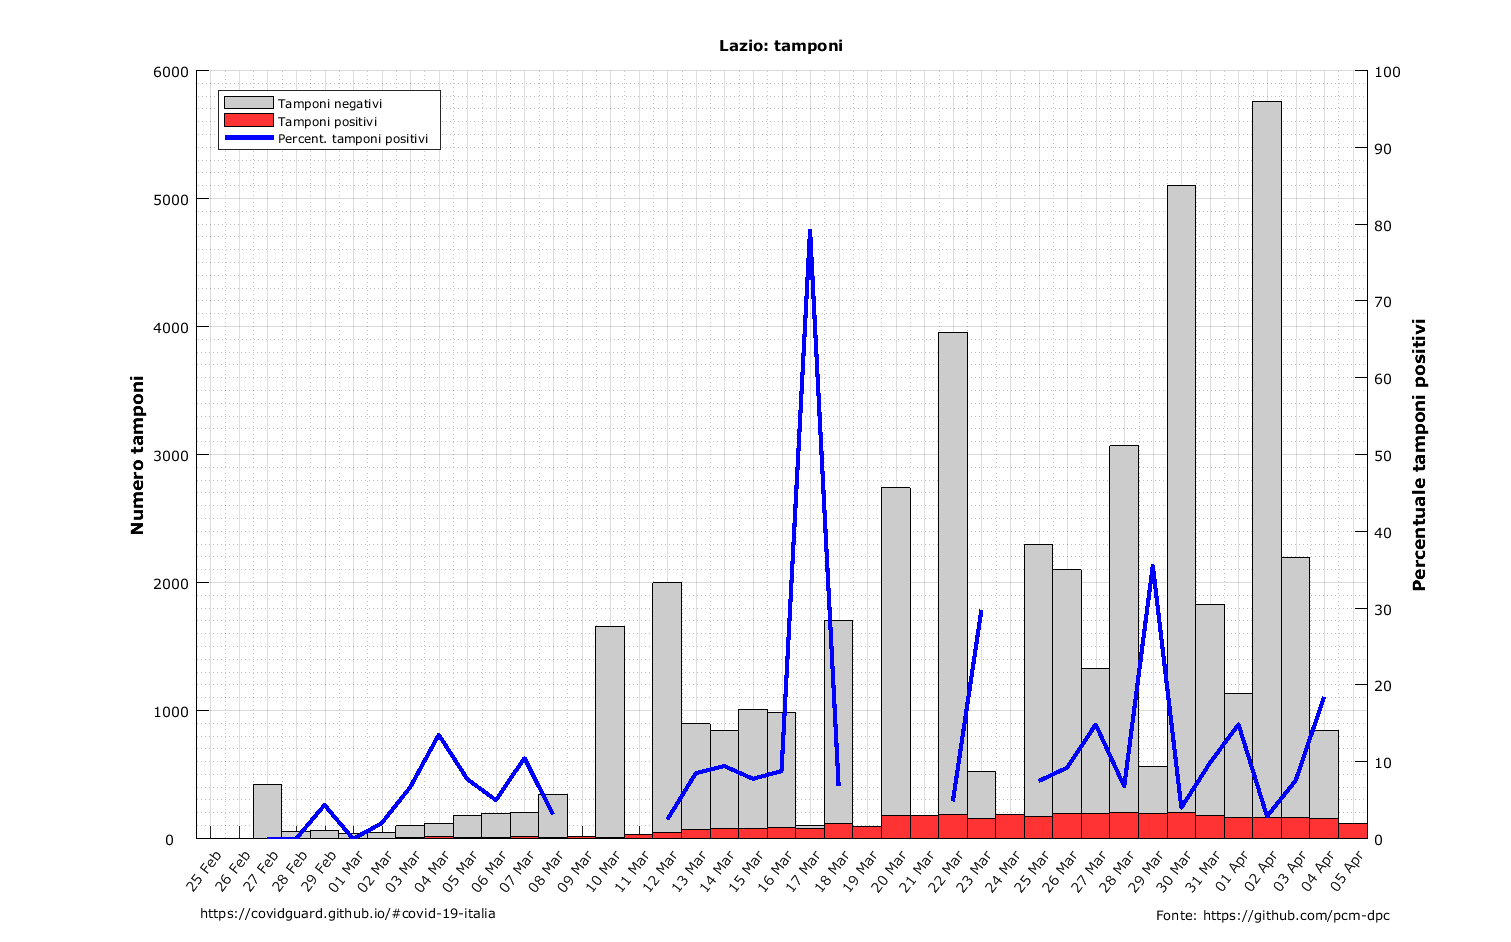 Lazio: tamponi
Tamponi negativi
Tamponi positivi
Percent. tamponi positivi
Numero tamponi
6000
5000
4000
3000
2000
1000
0
Percentuale tamponi positivi
100
90
80
70
60
50
40
30
20
10
0
25 Feb
26 Feb
27 Feb
28 Feb
29 Feb
01 Mar
02 Mar
03 Mar
04 Mar
05 Mar
06 Mar
07 Mar
08 Mar
09 Mar
10 Mar
11 Mar
12 Mar
13 Mar
14 Mar
15 Mar
16 Mar
17 Mar
18 Mar
19 Mar
20 Mar
21 Mar
22 Mar
23 Mar
24 Mar
25 Mar
26 Mar
27 Mar
28 Mar
29 Mar
30 Mar
31 Mar
01 Apr
02 Apr
03 Apr
04 Apr
05 Apr
https://covidguard.github.io/#covid-19-italia
Fonte: https://github.com/pcm-dpc